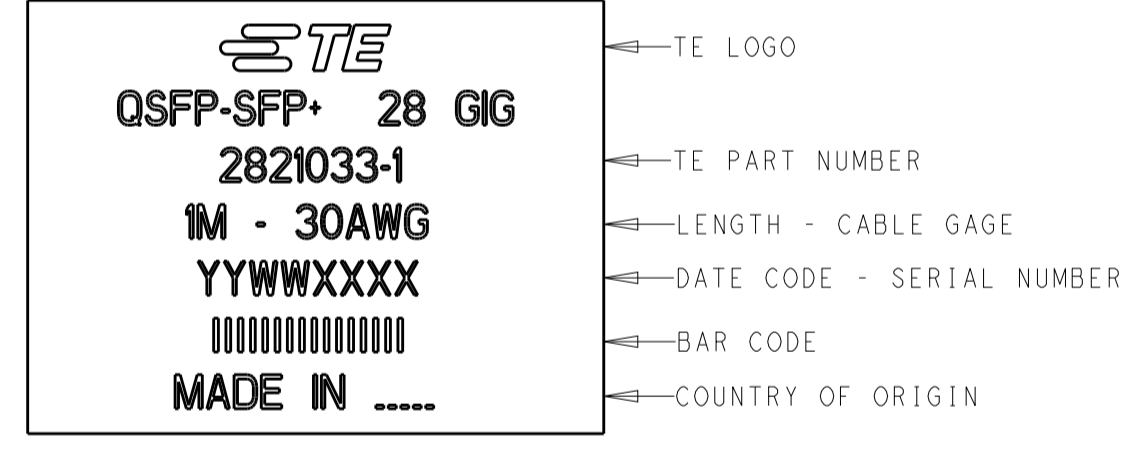 TE TE LOGO
QSFP-SFP+ 28 GIG
2821033-1 TE PART NUMBER
1M - 30AWG LENGTH - CABLE GAGE
YYWWXXXX DATE CODE - SERIAL NUMBER
BAR CODE
MADE IN _____ COUNTRY OF ORIGIN